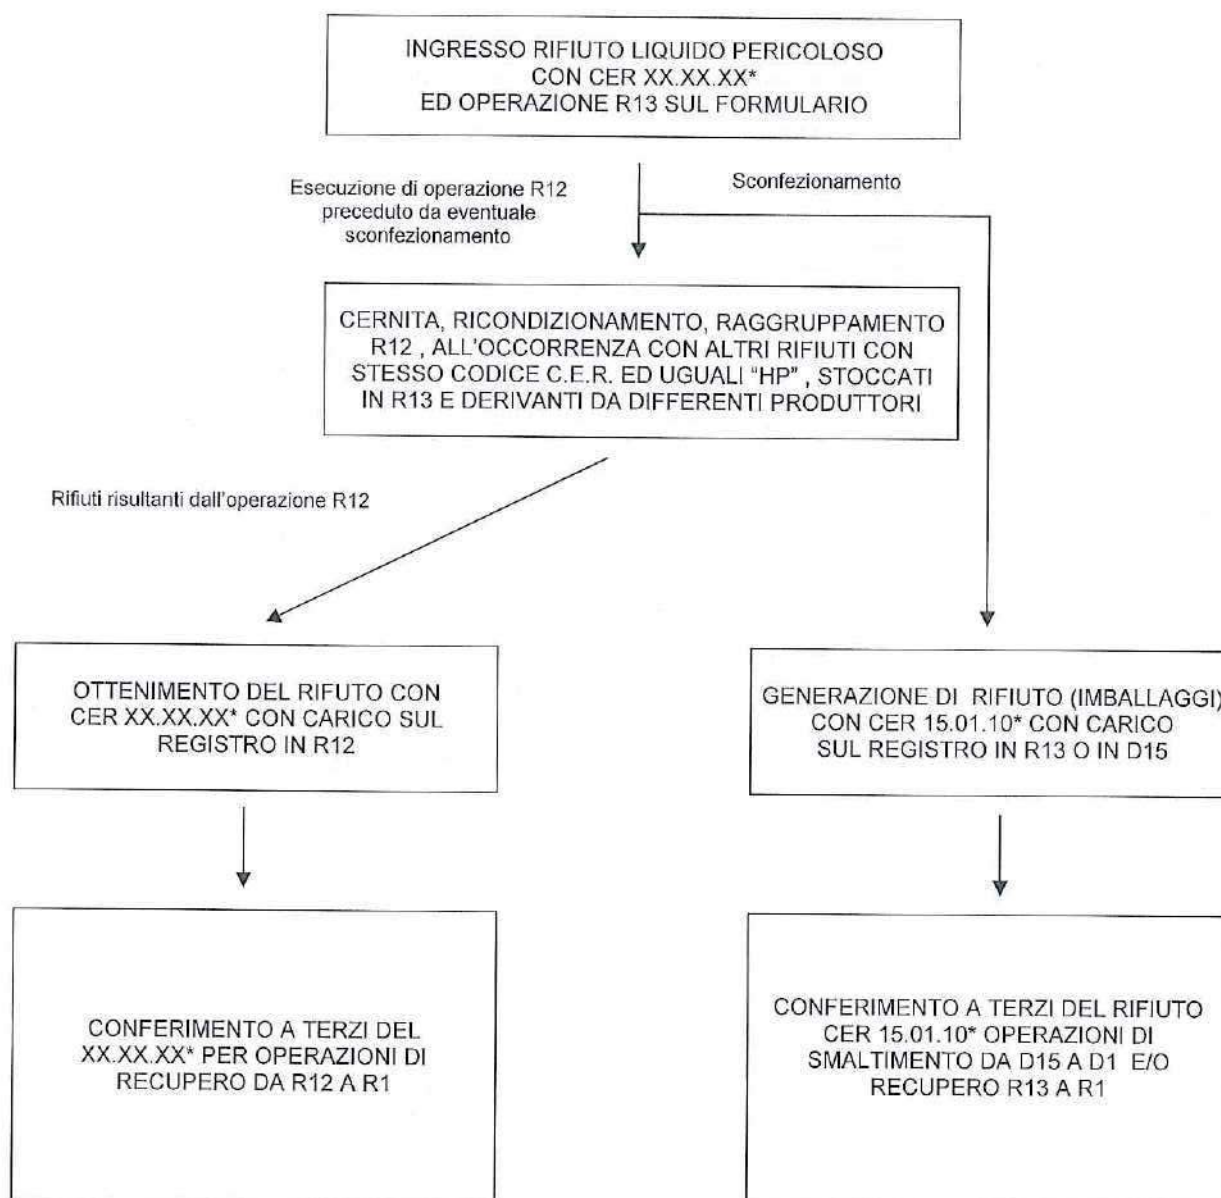 INGRESSO RIFIUTO LIQUIDO PERICOLOSO
CON CER XX.XX.XX*
ED OPERAZIONE R13 SUL FORMULARIO
Esecuzione di operazione R12
preceduto da eventuale
sconfezionamento
Sconfezionamento
CERNITA, RICONDIZIONAMENTO, RAGGRUPPAMENTO
R12 , ALL'OCCORRENZA CON ALTRI RIFIUTI CON
STESSO CODICE C.E.R. ED UGUALI "HP" , STOCCATI
IN R13 E DERIVANTI DA DIFFERENTI PRODUTTORI
Rifiuti risultanti dall'operazione R12
OTTENIMENTO DEL RIFUTO CON
CER XX.XX.XX* CON CARICO SUL
REGISTRO IN R12
GENERAZIONE DI RIFIUTO (IMBALLAGGI)
CON CER 15.01.10* CON CARICO
SUL REGISTRO IN R13 O IN D15
CONFERIMENTO A TERZI DEL
XX.XX.XX* PER OPERAZIONI DI
RECUPERO DA R12 A R1
CONFERIMENTO A TERZI DEL RIFIUTO
CER 15.01.10* OPERAZIONI DI
SMALTIMENTO DA D15 A D1 E/O
RECUPERO R13 A R1